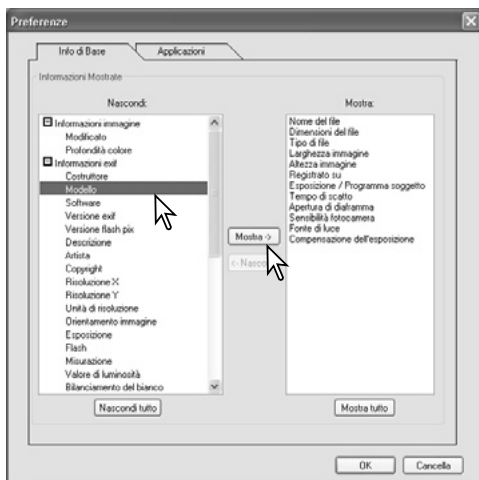 Preferenze
Info di Base
Applicazioni
Informazioni Mostrate
Nascondi:
Informazioni immagine
Modificato
Profondità colore
Informazioni exif
Costruttore
Modello
Software
Versione exif
Versione flash pix
Descrizione
Artista
Copyright
Risoluzione X
Risoluzione Y
Unità di risoluzione
Orientamento immagine
Esposizione
Flash
Misurazione
Valore di luminosità
Bilanciamento del bianco
Nascondi tutto
Mostra ->
<- Nasco
Mostra:
Nome del file
Dimensioni del file
Tipo di file
Larghezza immagine
Altezza immagine
Registrato su
Esposizione / Programma soggetto
Tempo di scatto
Apertura di diaframma
Sensibilità fotocamera
Fonte di luce
Compensazione dell'esposizione
Mostra tutto
OK
Cancella